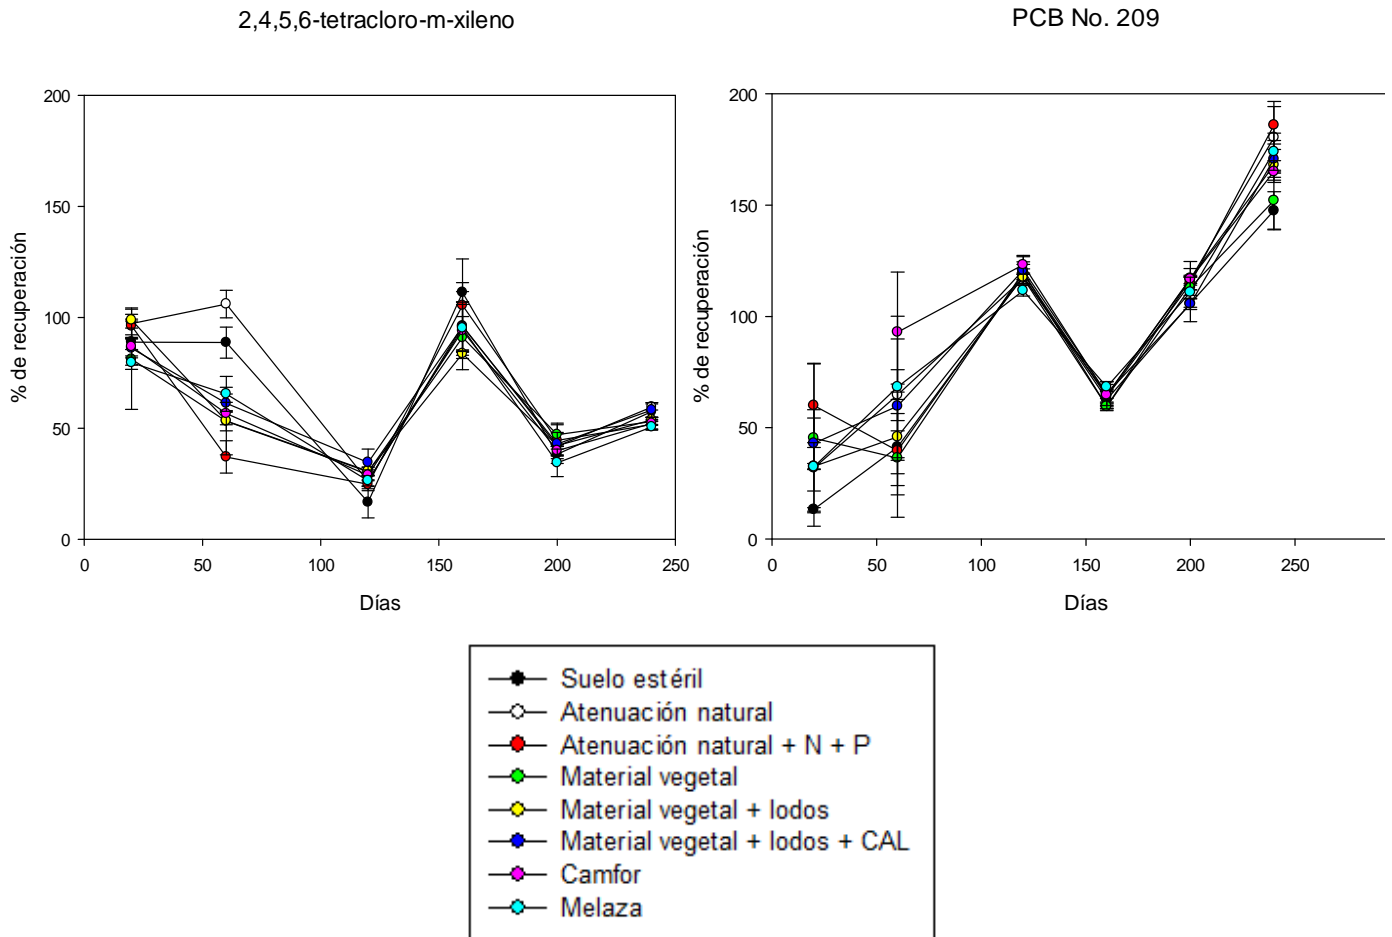 2,4,5,6-tetracloro-m-xileno
PCB No. 209
200
150
100
50
0
% de recuperación
0
50
100
150
200
250
Días
200
150
100
50
0
% de recuperación
0
50
100
150
200
250
Días
Suelo estéril
Atenuación natural
Atenuación natural + N + P
Material vegetal
Material vegetal + lodos
Material vegetal + lodos + CAL
Camfor
Melaza